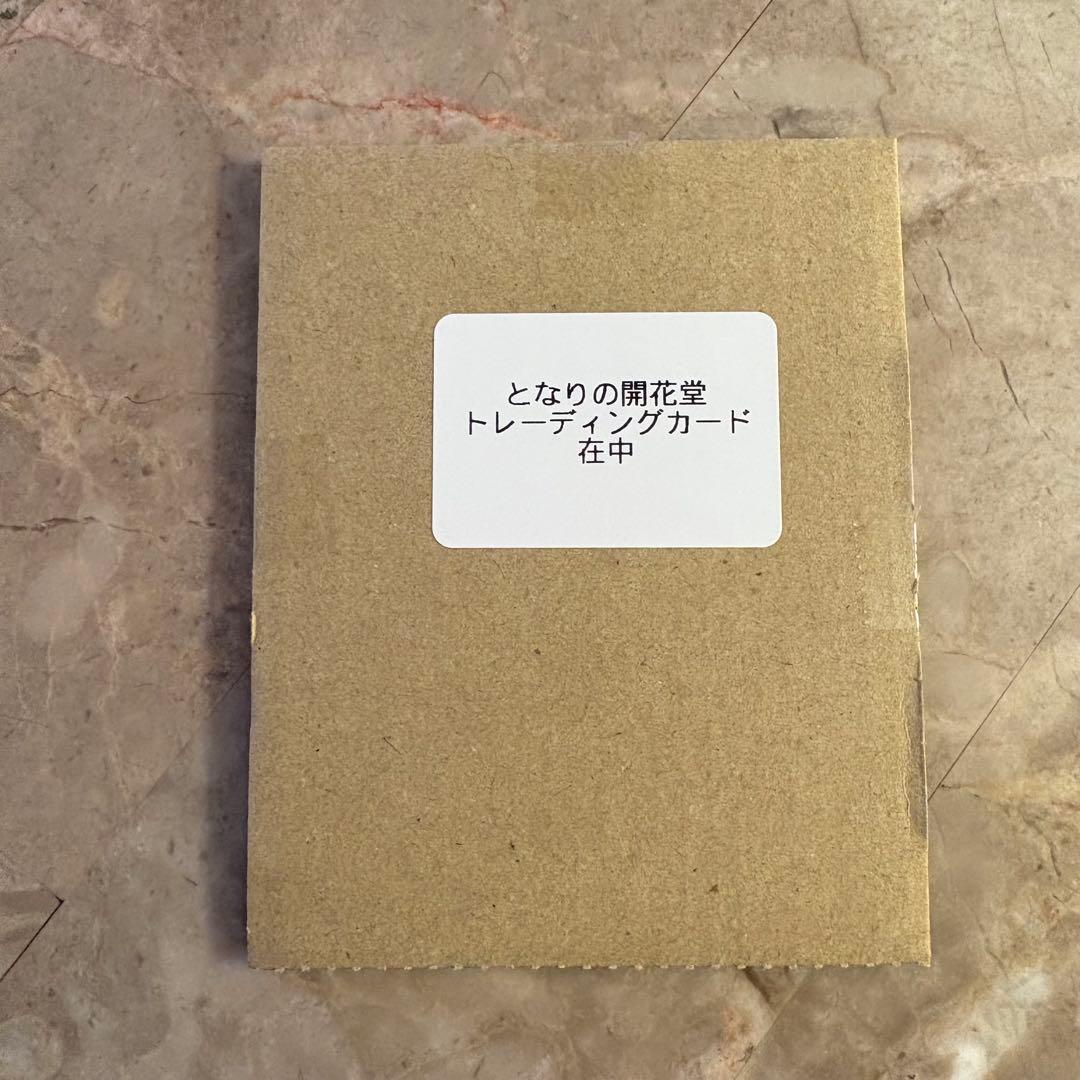 となりの開花堂
トレーディングカード
在中